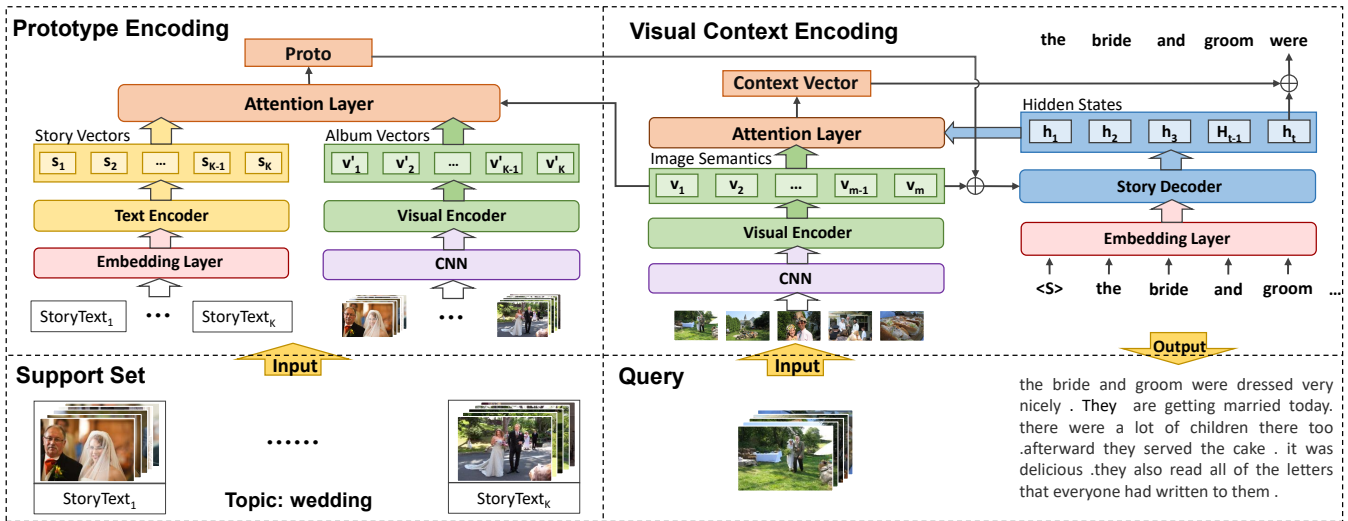 Prototype Encoding
Proto
Attention Layer
Story Vectors
s1 s2 ... sK-1 sK
Text Encoder
Embedding Layer
StoryText1 ... StoryTextK
Album Vectors
v'1 v'2 ... v'K-1 v'K
Visual Encoder
CNN
...
Visual Context Encoding
Context Vector
Attention Layer
Image Semantics
v1 v2 ... vm-1 vm
Visual Encoder
CNN
the bride and groom were
Hidden States
h1 h2 h3 Ht-1 ht
Story Decoder
Embedding Layer
<S> the bride and groom ...
Input
Input
Output
Support Set
StoryText1
......
StoryTextK
Topic: wedding
Query
the bride and groom were dressed very
nicely . They are getting married today.
there were a lot of children there too
.afterward they served the cake . it was
delicious .they also read all of the letters
that everyone had written to them .